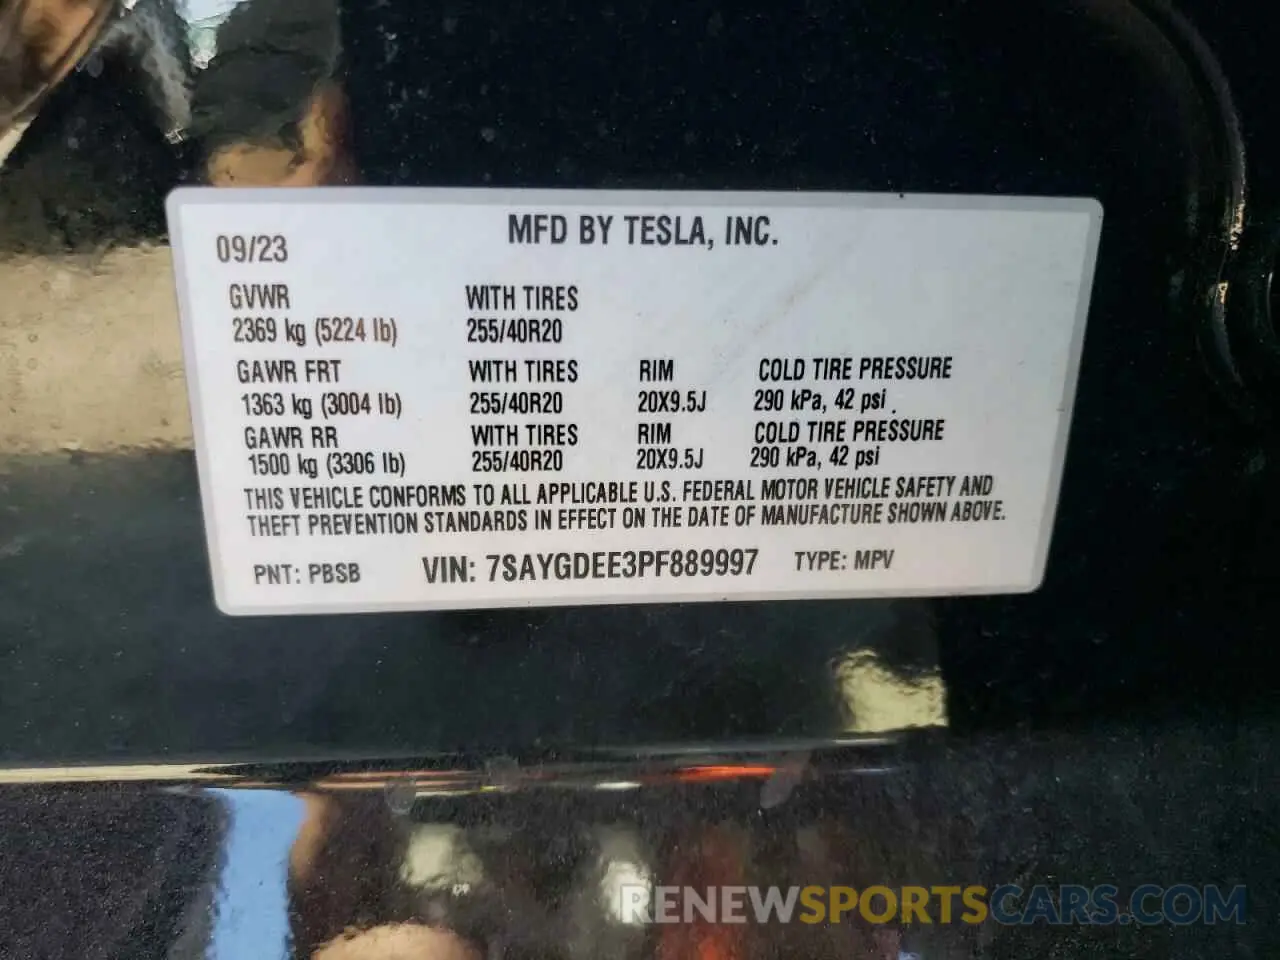 MFD BY TESLA, INC.
09/23
GVWR WITH TIRES
2369 kg (5224 lb) 255/40R20
GAWR FRT WITH TIRES RIM COLD TIRE PRESSURE
1363 kg (3004 lb) 255/40R20 20X9.5J 290 kPa, 42 psi
GAWR RR WITH TIRES RIM COLD TIRE PRESSURE
1500 kg (3306 lb) 255/40R20 20X9.5J 290 kPa, 42 psi
THIS VEHICLE CONFORMS TO ALL APPLICABLE U.S. FEDERAL MOTOR VEHICLE SAFETY AND
THEFT PREVENTION STANDARDS IN EFFECT ON THE DATE OF MANUFACTURE SHOWN ABOVE.
PNT: PBSB VIN: 7SAYGDEE3PF889997 TYPE: MPV
RENEWSPORTSCARS.COM